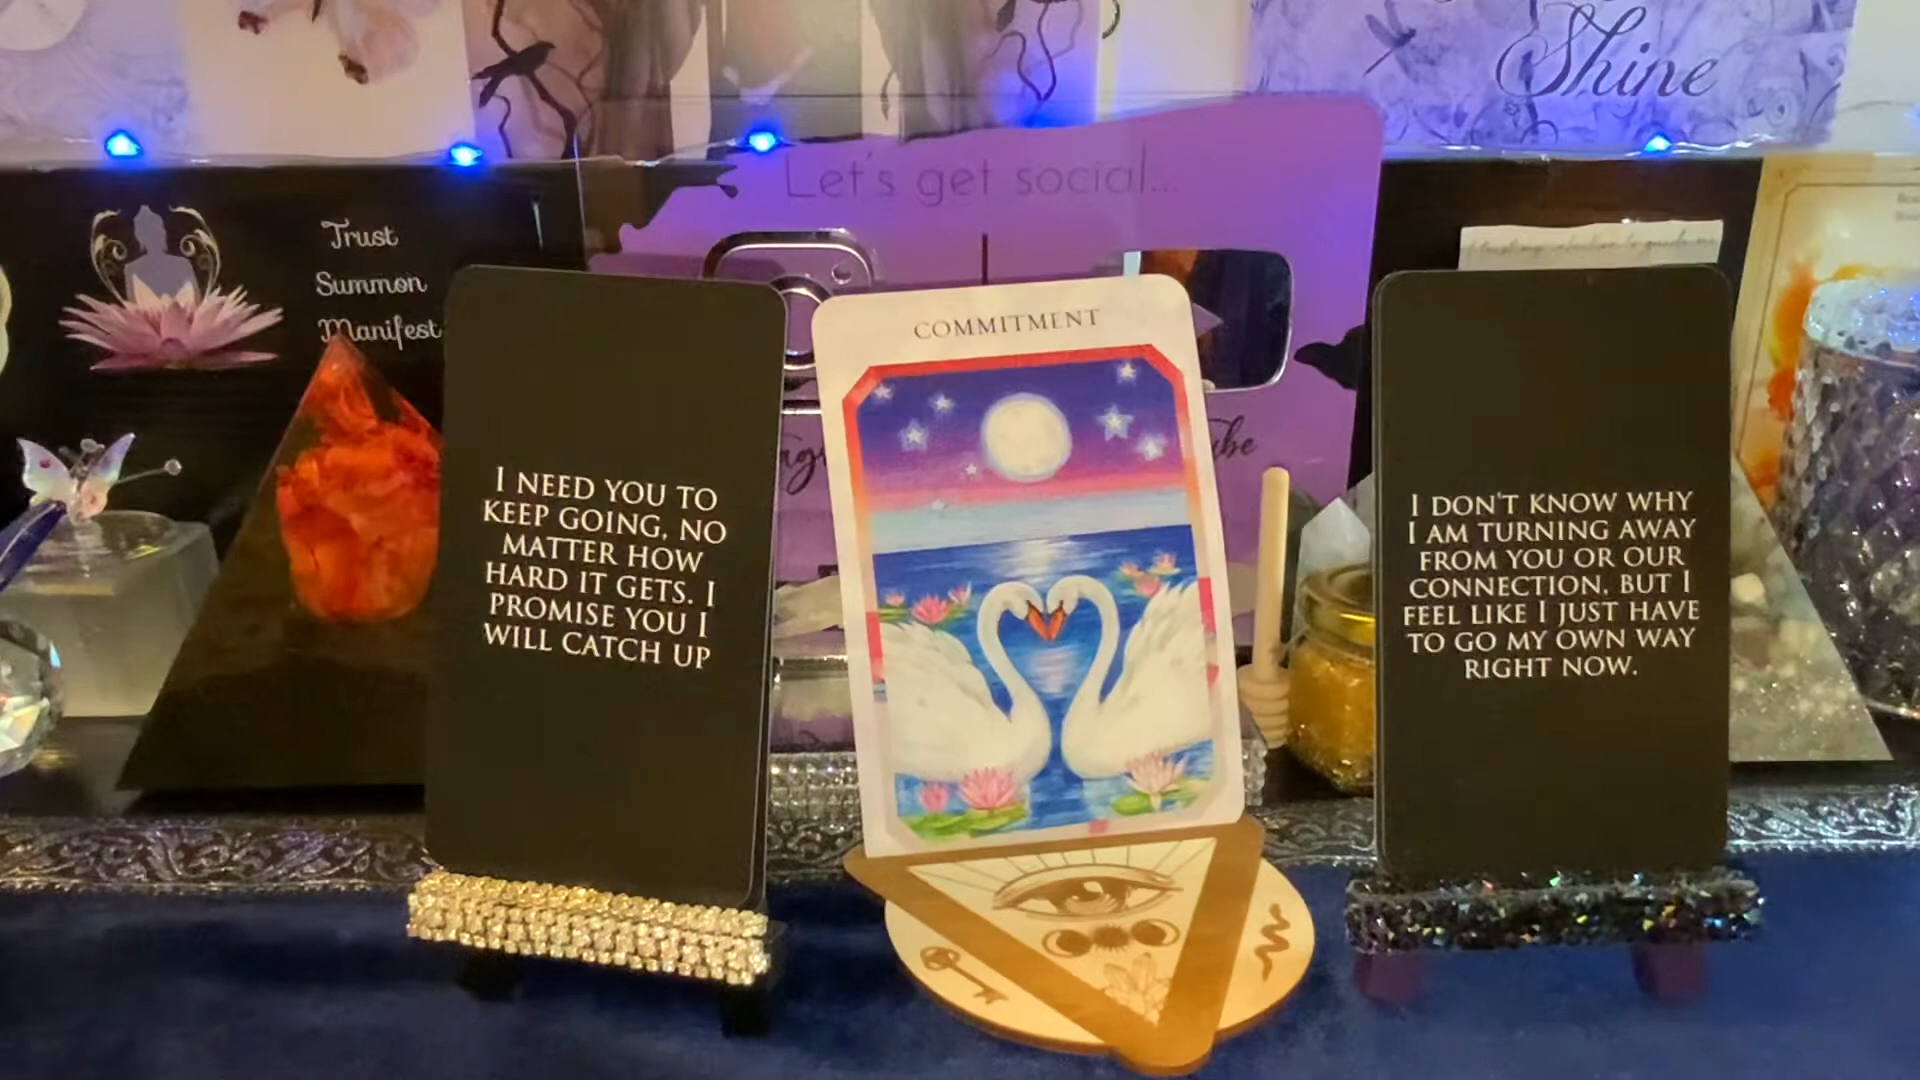 Shine
Let's get social...
Trust
Summon
Manifest
COMMITMENT
I NEED YOU TO
KEEP GOING, NO
MATTER HOW
HARD IT GETS. I
PROMISE YOU I
WILL CATCH UP
I DON'T KNOW WHY
I AM TURNING AWAY
FROM YOU OR OUR
CONNECTION, BUT I
FEEL LIKE I JUST HAVE
TO GO MY OWN WAY
RIGHT NOW.